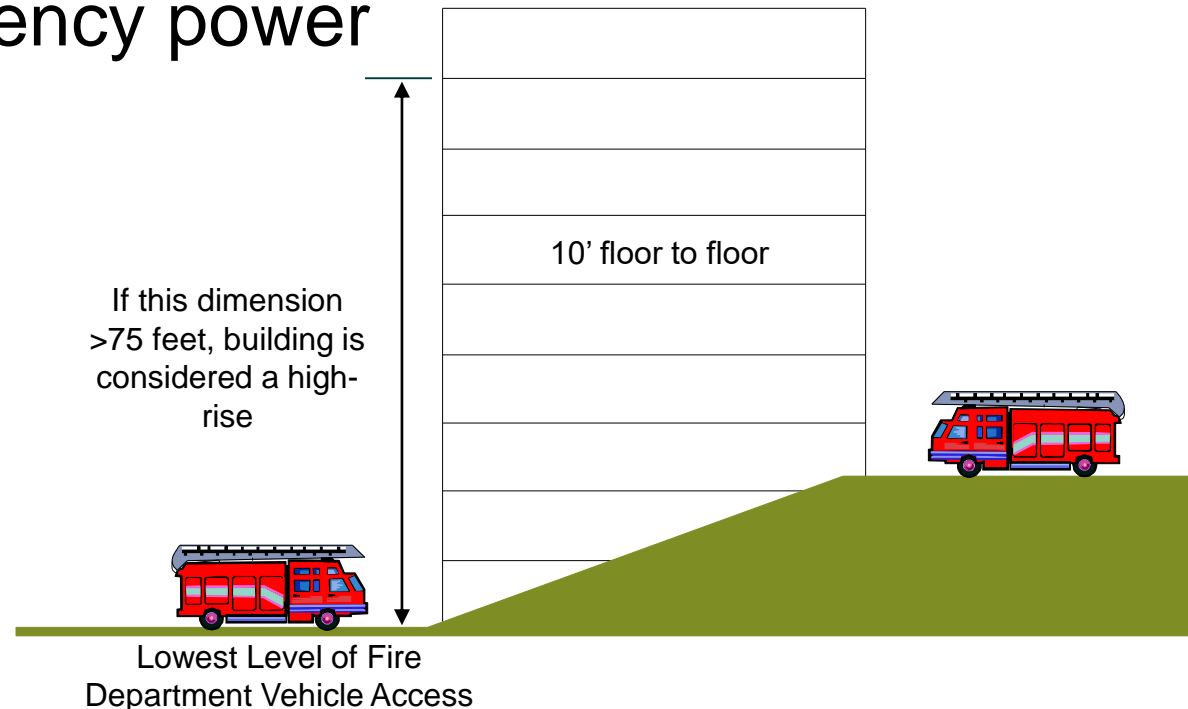 power
10’ floor to floor
If this dimension
>75 feet, building is
considered a high-
rise
Lowest Level of Fire
Department Vehicle Access